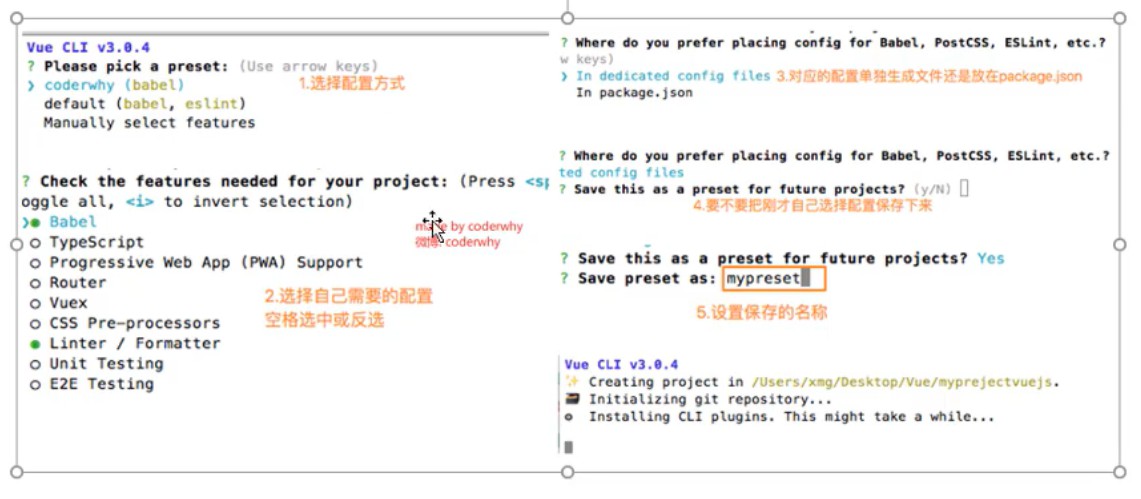 Vue CLI v3.0.4
? Please pick a preset: (Use arrow keys)
❯ coderwhy (babel)
1.选择配置方式
default (babel, eslint)
Manually select features
? Check the features needed for your project: (Press <sp
oggle all, <i> to invert selection)
❯◉ Babel
○ TypeScript
○ Progressive Web App (PWA) Support
○ Router
○ Vuex
○ CSS Pre-processors
◉ Linter / Formatter
○ Unit Testing
○ E2E Testing
made by coderwhy
微博: coderwhy
2.选择自己需要的配置
空格选中或反选
? Where do you prefer placing config for Babel, PostCSS, ESLint, etc.?
w keys)
❯ In dedicated config files 3.对应的配置单独生成文件还是放在package.json
In package.json
? Where do you prefer placing config for Babel, PostCSS, ESLint, etc.?
ted config files
? Save this as a preset for future projects? (y/N)
4.要不要把刚才自己选择配置保存下来
? Save this as a preset for future projects? Yes
? Save preset as: mypreset
5.设置保存的名称
Vue CLI v3.0.4
✨ Creating project in /Users/xmg/Desktop/Vue/myprejectvuejs.
🗃 Initializing git repository...
⚙ Installing CLI plugins. This might take a while...